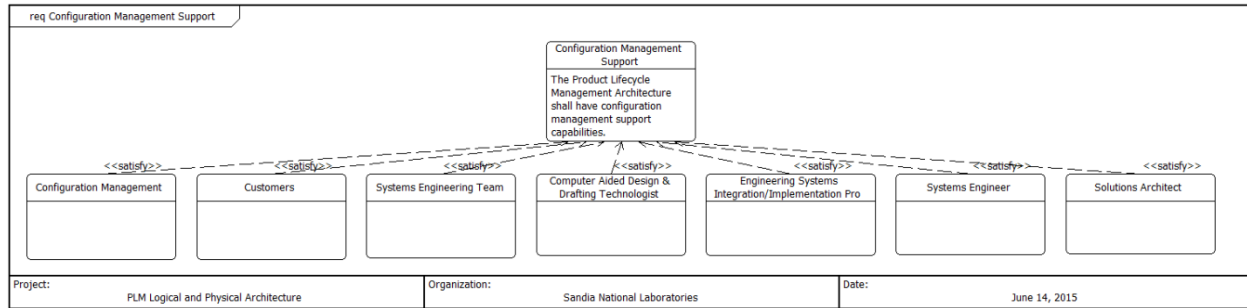 req Configuration Management Support
Configuration Management
Support
The Product Lifecycle
Management Architecture
shall have configuration
management support
capabilities.
<<satisfy>>
<<satisfy>>
<<satisfy>>
<<satisfy>>
<<satisfy>>
<<satisfy>>
<<satisfy>>
Configuration Management
Customers
Systems Engineering Team
Computer Aided Design &
Drafting Technologist
Engineering Systems
Integration/Implementation Pro
Systems Engineer
Solutions Architect
Project:
PLM Logical and Physical Architecture
Organization:
Sandia National Laboratories
Date:
June 14, 2015